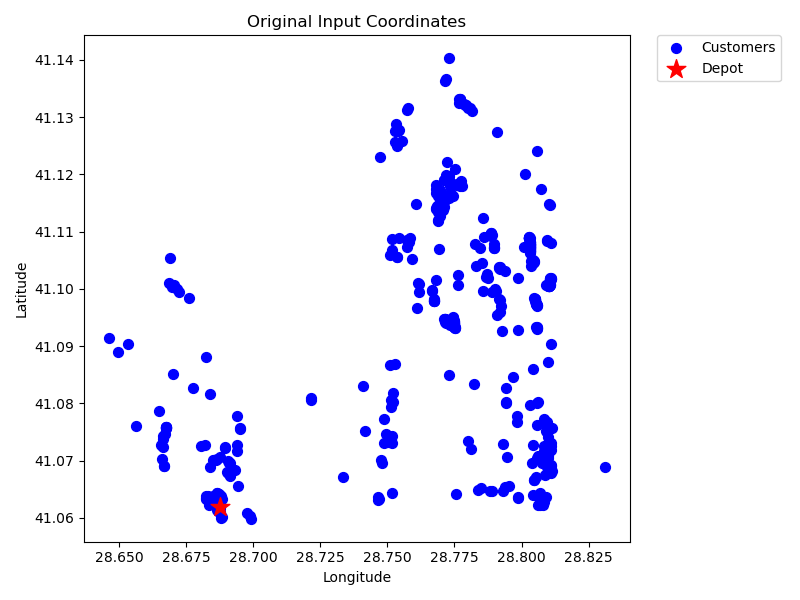 Original Input Coordinates
Customers
Depot
41.14
41.13
41.12
41.11
41.10
41.09
41.08
41.07
41.06
Latitude
28.650 28.675 28.700 28.725 28.750 28.775 28.800 28.825
Longitude